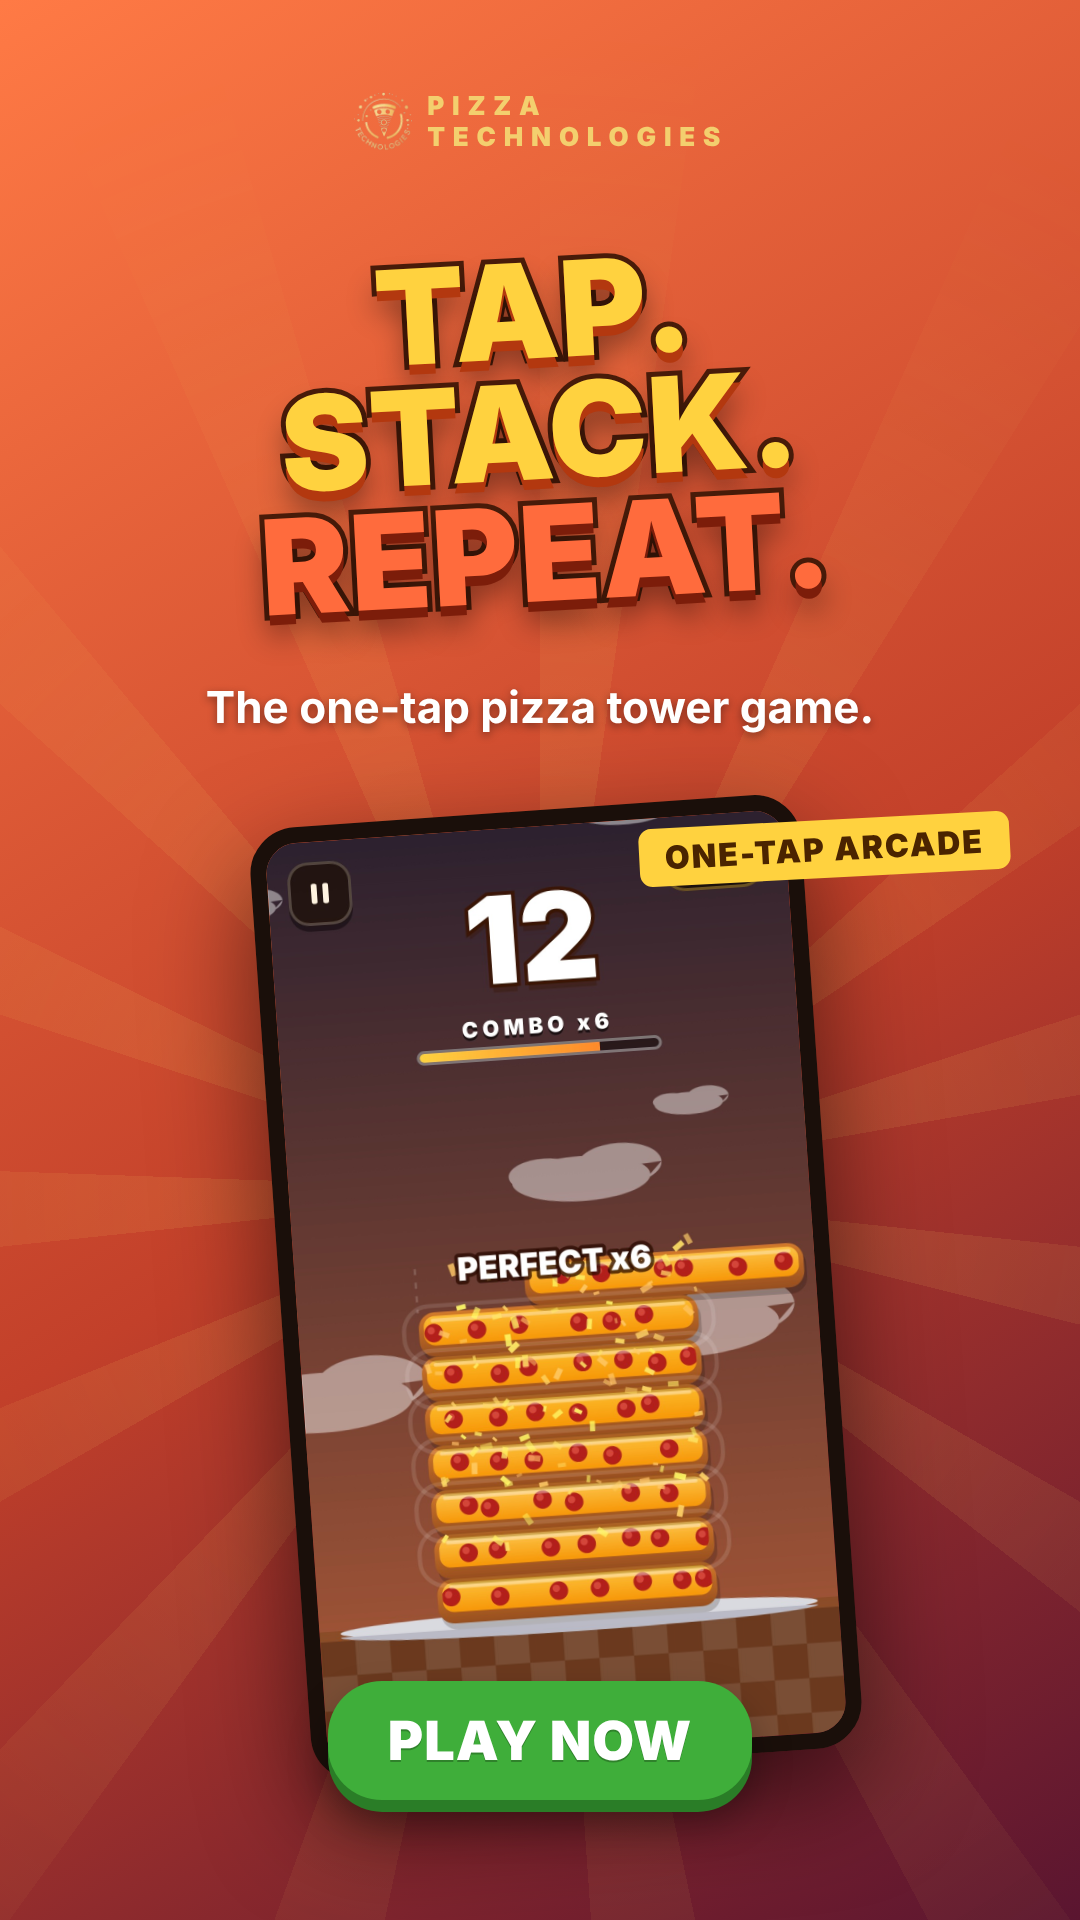 PIZZA
TECHNOLOGIES
TECHNOLOGIES
TAP.
STACK.
REPEAT.
The one-tap pizza tower game.
ONE-TAP ARCADE
12
COMBO x6
PERFECT x6
PLAY NOW